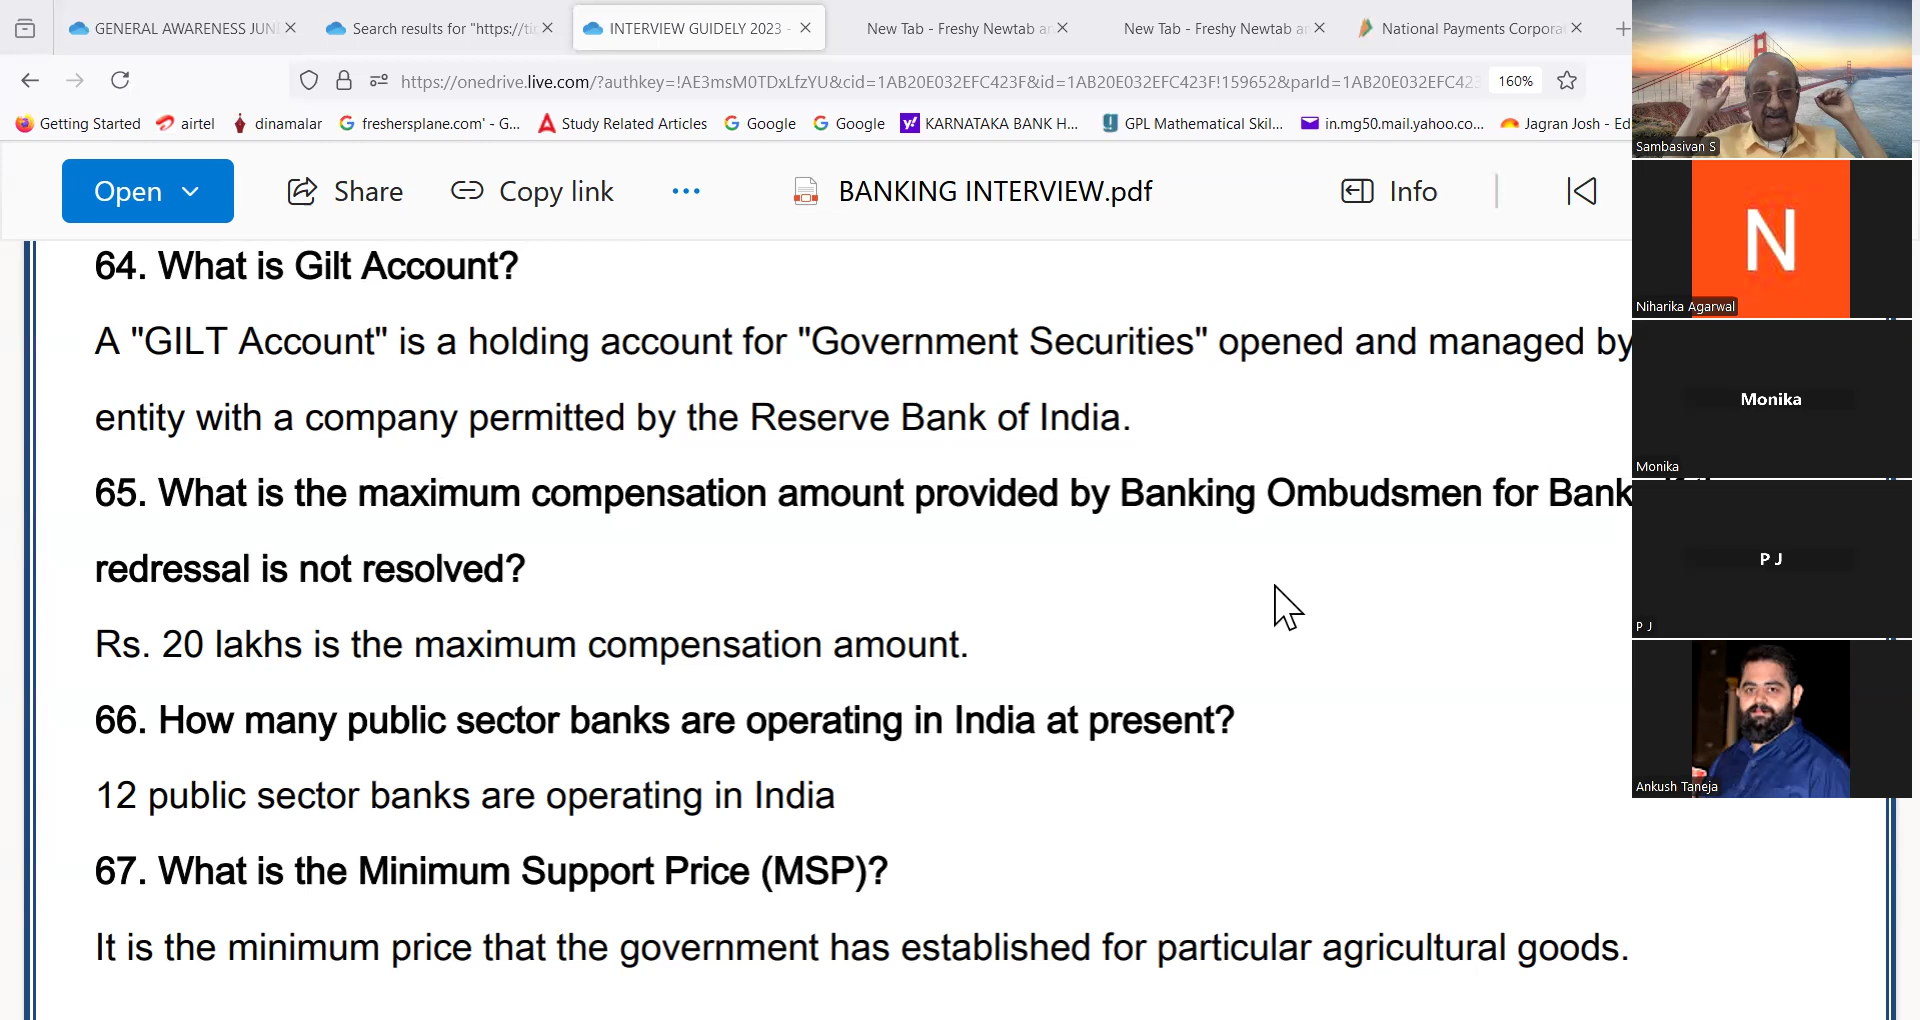 GENERAL AWARENESS JUN
Search results for "https://ti
INTERVIEW GUIDELY 2023 -
New Tab - Freshy Newtab a
New Tab - Freshy Newtab a
National Payments Corpora
https://onedrive.live.com/?authkey=!AE3msM0TDxLfzYU&cid=1AB20E032EFC423F&id=1AB20E032EFC423F!159652&parId=1AB20E032EFC423
160%
Getting Started
airtel
dinamalar
freshersplane.com' - G...
Study Related Articles
Google
Google
KARNATAKA BANK H...
GPL Mathematical Skil...
in.mg50.mail.yahoo.co...
Jagran Josh - Ed
Open
Share
Copy link
BANKING INTERVIEW.pdf
Info
64. What is Gilt Account?
A "GILT Account" is a holding account for "Government Securities" opened and managed by
entity with a company permitted by the Reserve Bank of India.
65. What is the maximum compensation amount provided by Banking Ombudsmen for Bank
redressal is not resolved?
Rs. 20 lakhs is the maximum compensation amount.
66. How many public sector banks are operating in India at present?
12 public sector banks are operating in India
67. What is the Minimum Support Price (MSP)?
It is the minimum price that the government has established for particular agricultural goods.
Sambasivan S
N
Niharika Agarwal
Monika
Monika
P J
P J
Ankush Taneja